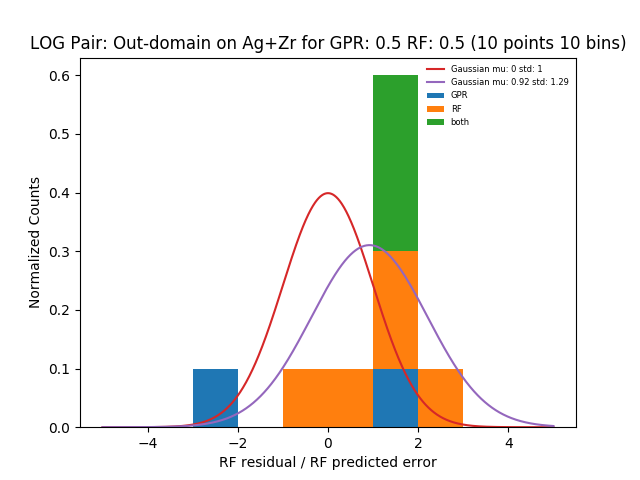 LOG Pair: Out-domain on Ag+Zr for GPR: 0.5 RF: 0.5 (10 points 10 bins)
Gaussian mu: 0 std: 1
Gaussian mu: 0.92 std: 1.29
GPR
RF
both
Normalized Counts
0.6
0.5
0.4
0.3
0.2
0.1
0.0
−4 −2 0 2 4
RF residual / RF predicted error